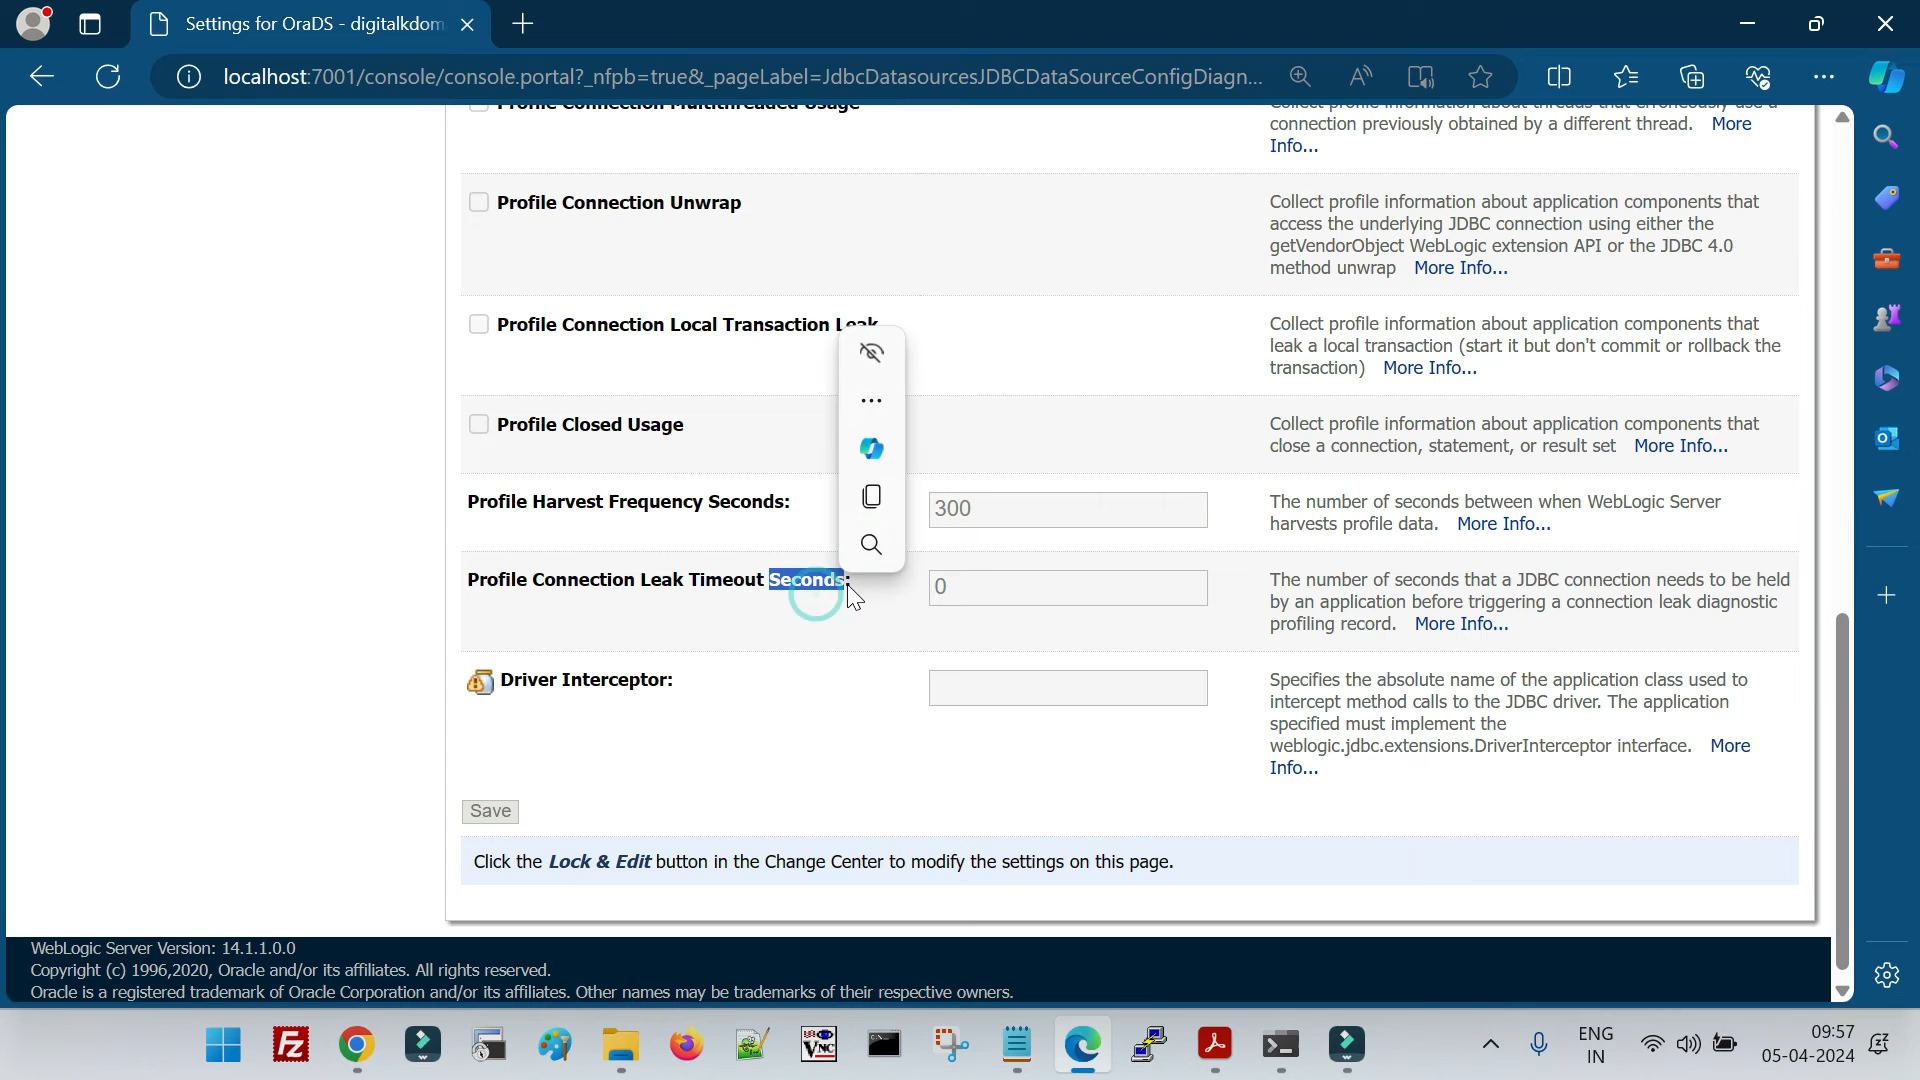 Settings for OraDS - digitalkdom
localhost:7001/console/console.portal?_nfpb=true&_pageLabel=JdbcDatasourcesJDBCDataSourceConfigDiagn...
Profile Connection Multithreaded Usage
Collect profile information about threads that erroneously use a
connection previously obtained by a different thread. More
Info...
Profile Connection Unwrap
Collect profile information about application components that
access the underlying JDBC connection using either the
getVendorObject WebLogic extension API or the JDBC 4.0
method unwrap More Info...
Profile Connection Local Transaction Leak
Collect profile information about application components that
leak a local transaction (start it but don't commit or rollback the
transaction) More Info...
Profile Closed Usage
Collect profile information about application components that
close a connection, statement, or result set More Info...
Profile Harvest Frequency Seconds:
300
The number of seconds between when WebLogic Server
harvests profile data. More Info...
Profile Connection Leak Timeout Seconds:
0
The number of seconds that a JDBC connection needs to be held
by an application before triggering a connection leak diagnostic
profiling record. More Info...
Driver Interceptor:
Specifies the absolute name of the application class used to
intercept method calls to the JDBC driver. The application
specified must implement the
weblogic.jdbc.extensions.DriverInterceptor interface. More
Info...
Save
Click the Lock & Edit button in the Change Center to modify the settings on this page.
WebLogic Server Version: 14.1.1.0.0
Copyright (c) 1996,2020, Oracle and/or its affiliates. All rights reserved.
Oracle is a registered trademark of Oracle Corporation and/or its affiliates. Other names may be trademarks of their respective owners.
ENG
IN
09:57
05-04-2024